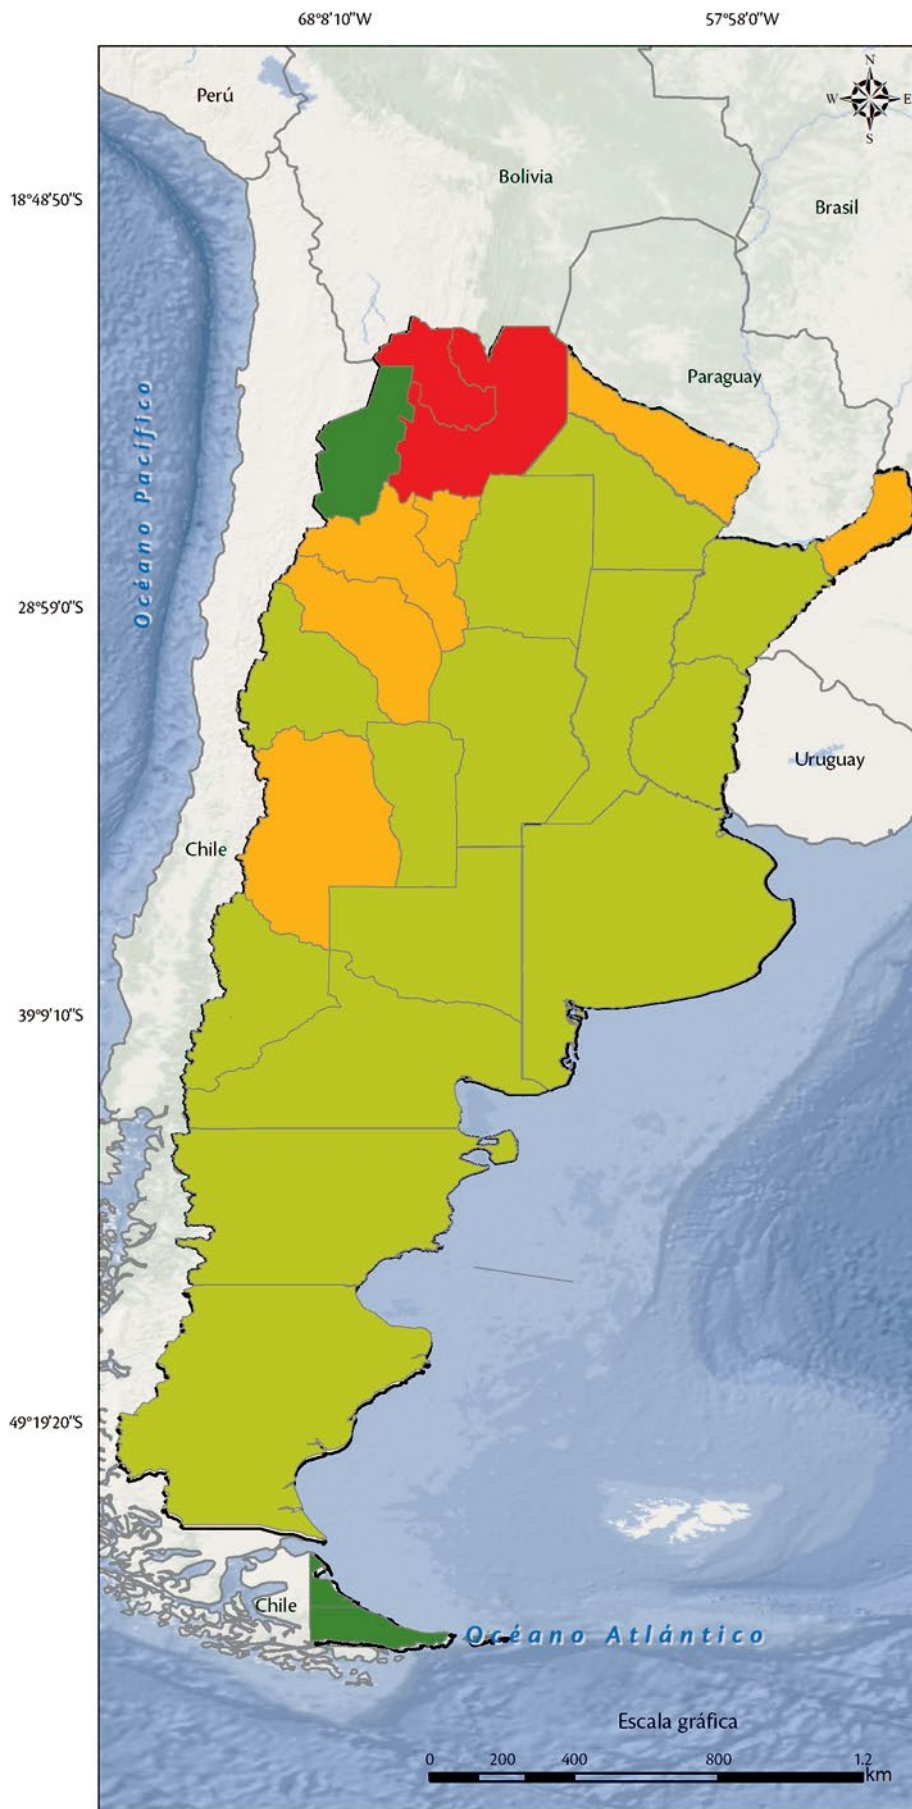 68°8'10"W
57°58'0"W
N
W
E
S
Perú
Bolivia
Brasil
18°48'50"S
Paraguay
Océano Pacífico
28°59'0"S
Uruguay
Chile
39°9'10"S
49°19'20"S
Chile
Océano Atlántico
Escala gráfica
0 200 400 800 1.2
km